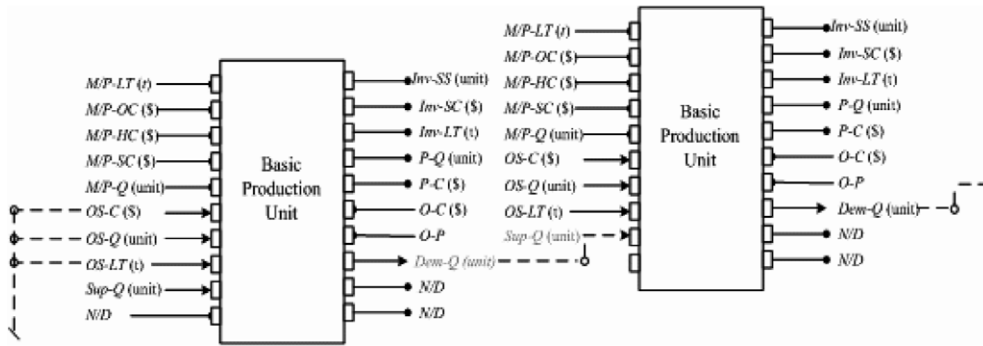 M/P-LT (t)
M/P-OC ($)
M/P-HC ($)
M/P-SC ($)
M/P-Q (unit)
OS-C ($)
OS-Q (unit)
OS-LT (t)
Sup-Q (unit)
N/D
Basic
Production
Unit
Inv-SS (unit)
Inv-SC ($)
Inv-LT (t)
P-Q (unit)
P-C ($)
O-C ($)
O-P
Dem-Q (unit)
N/D
N/D
M/P-LT (t)
M/P-OC ($)
M/P-HC ($)
M/P-SC ($)
M/P-Q (unit)
OS-C ($)
OS-Q (unit)
OS-LT (t)
Sup-Q (unit)
Basic
Production
Unit
Inv-SS (unit)
Inv-SC ($)
Inv-LT (t)
P-Q (unit)
P-C ($)
O-C ($)
O-P
Dem-Q (unit)
N/D
N/D